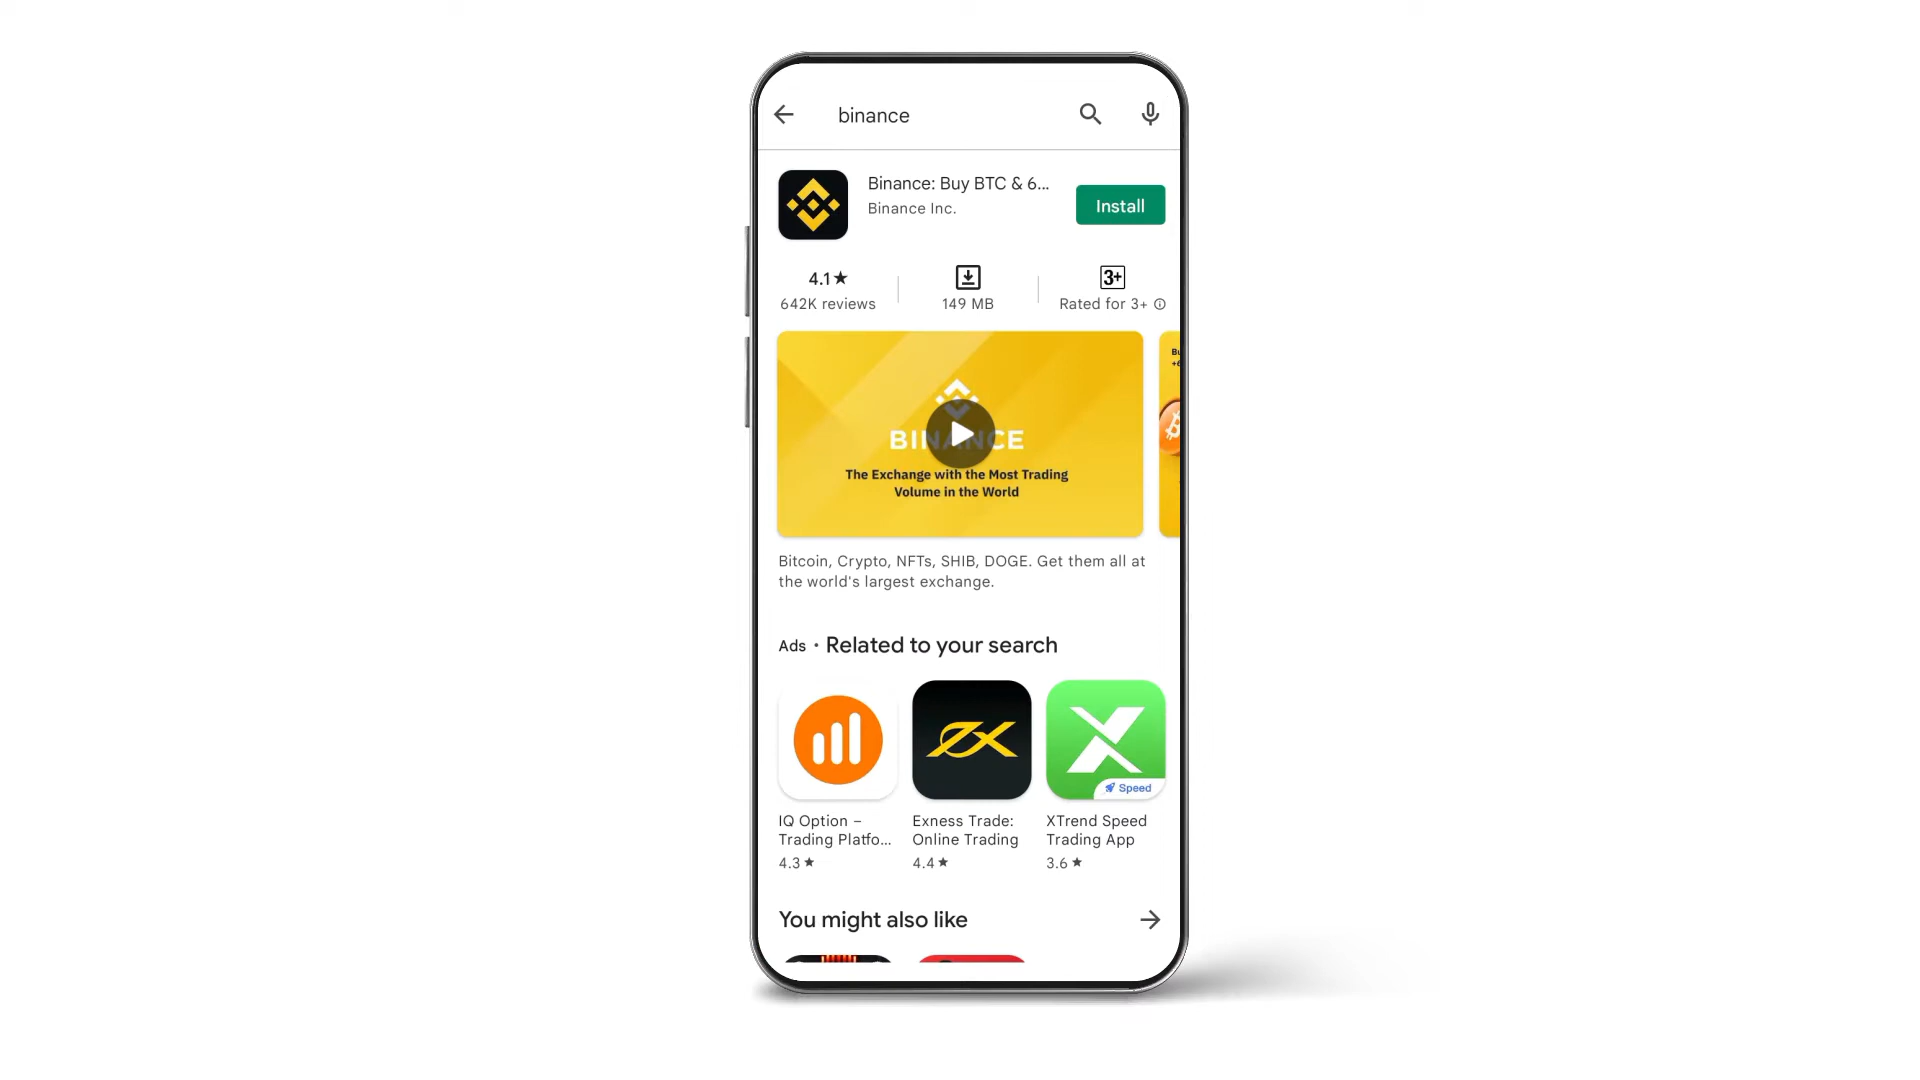 binance
Binance: Buy BTC & 6...
Binance Inc.
Install
4.1★
642K reviews
149 MB
3+
Rated for 3+
BINANCE
The Exchange with the Most Trading
Volume in the World
Bitcoin, Crypto, NFTs, SHIB, DOGE. Get them all at
the world's largest exchange.
Ads • Related to your search
Speed
IQ Option –
Trading Platfo...
4.3★
Exness Trade:
Online Trading
4.4★
XTrend Speed
Trading App
3.6★
You might also like